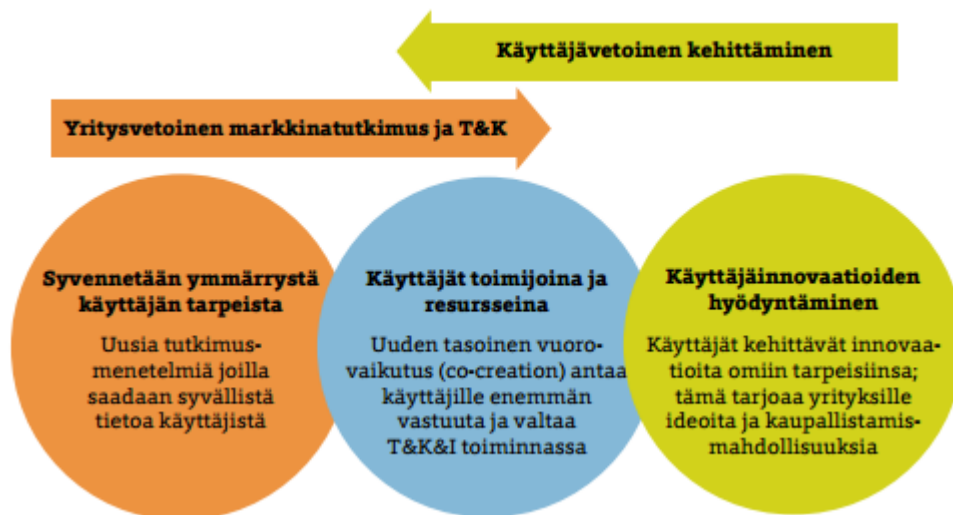 Käyttäjävetoinen kehittäminen
Yritysvetoinen markkinatutkimus ja T&K
Syvennetään ymmärrystä
käyttäjän tarpeista
Uusia tutkimus-
menetelmiä joilla
saadaan syvällistä
tietoa käyttäjistä
Käyttäjät toimijoina ja
resursseina
Uuden tasoinen vuoro-
vaikutus (co-creation) antaa
käyttäjille enemmän
vastuuta ja valtaa
T&K&I toiminnassa
Käyttäjäinnovaatioiden
hyödyntäminen
Käyttäjät kehittävät innovaa-
tioita omiin tarpeisiinsa;
tämä tarjoaa yrityksille
ideoita ja kaupallistamis-
mahdollisuuksia